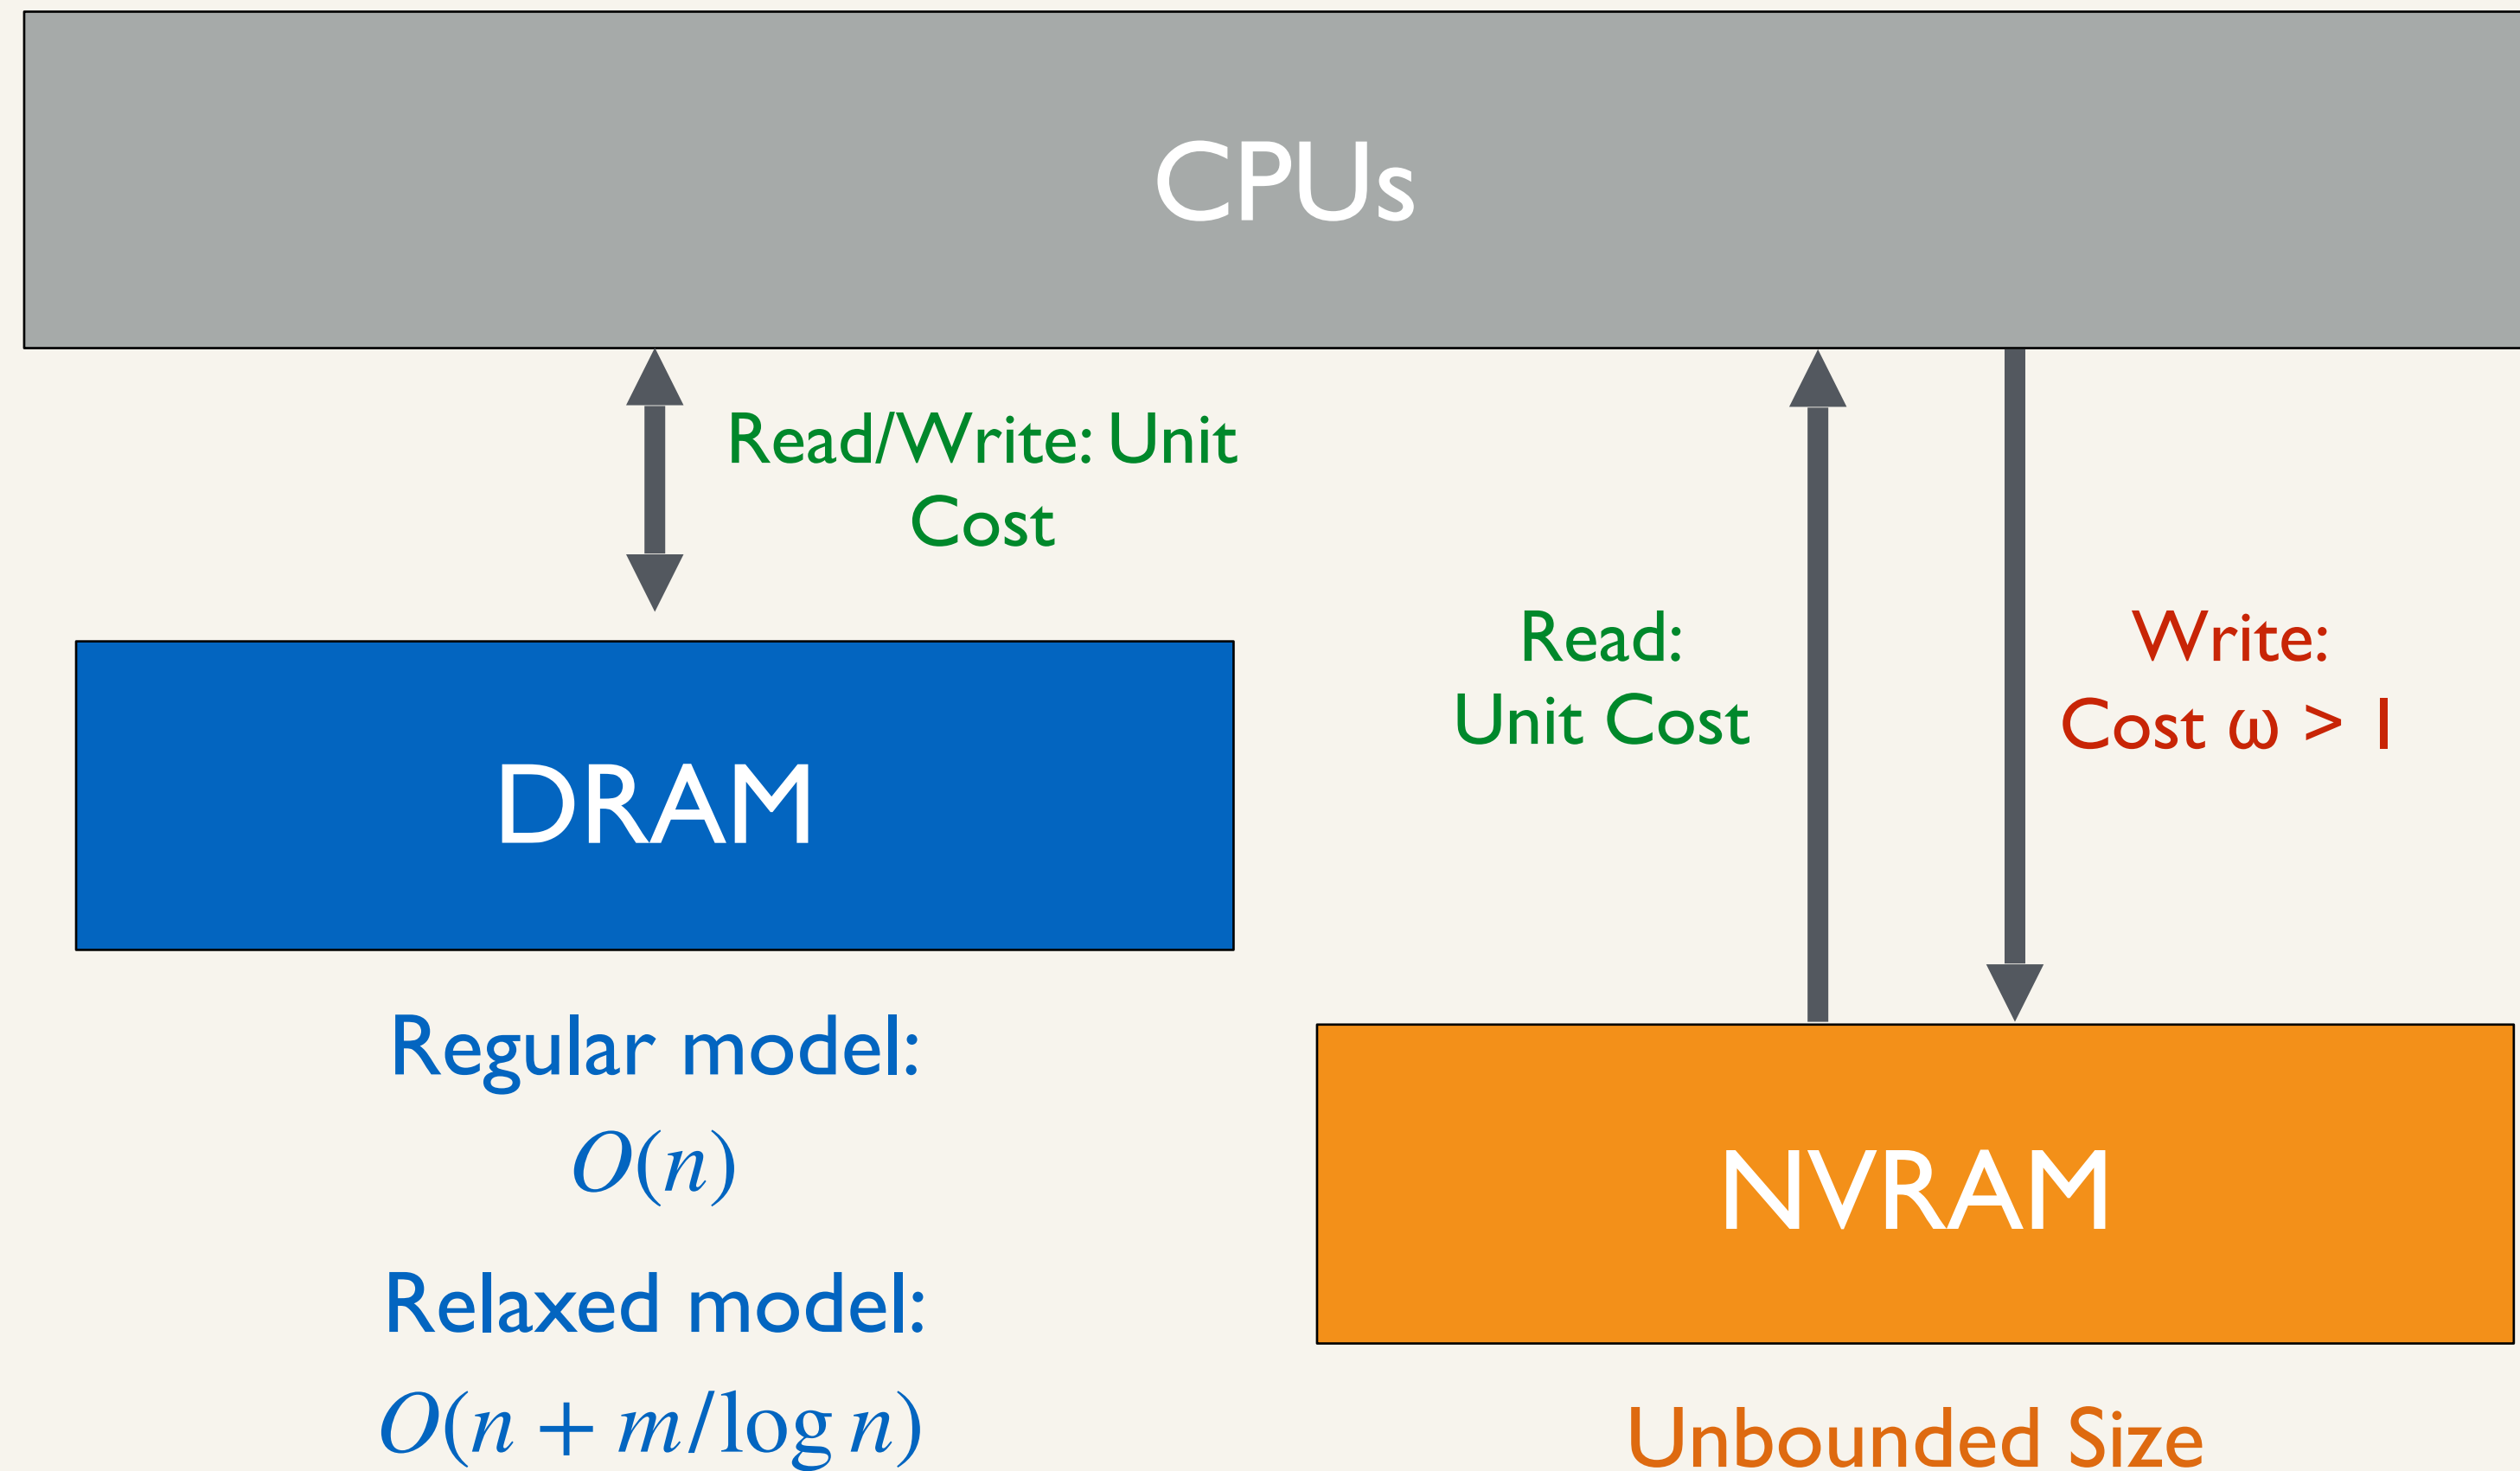 CPUs
Read/Write: Unit
Cost
Read:
Unit Cost
Write:
Cost ω > 1
DRAM
Regular model:
O(n)
Relaxed model:
O(n + m/log n)
NVRAM
Unbounded Size